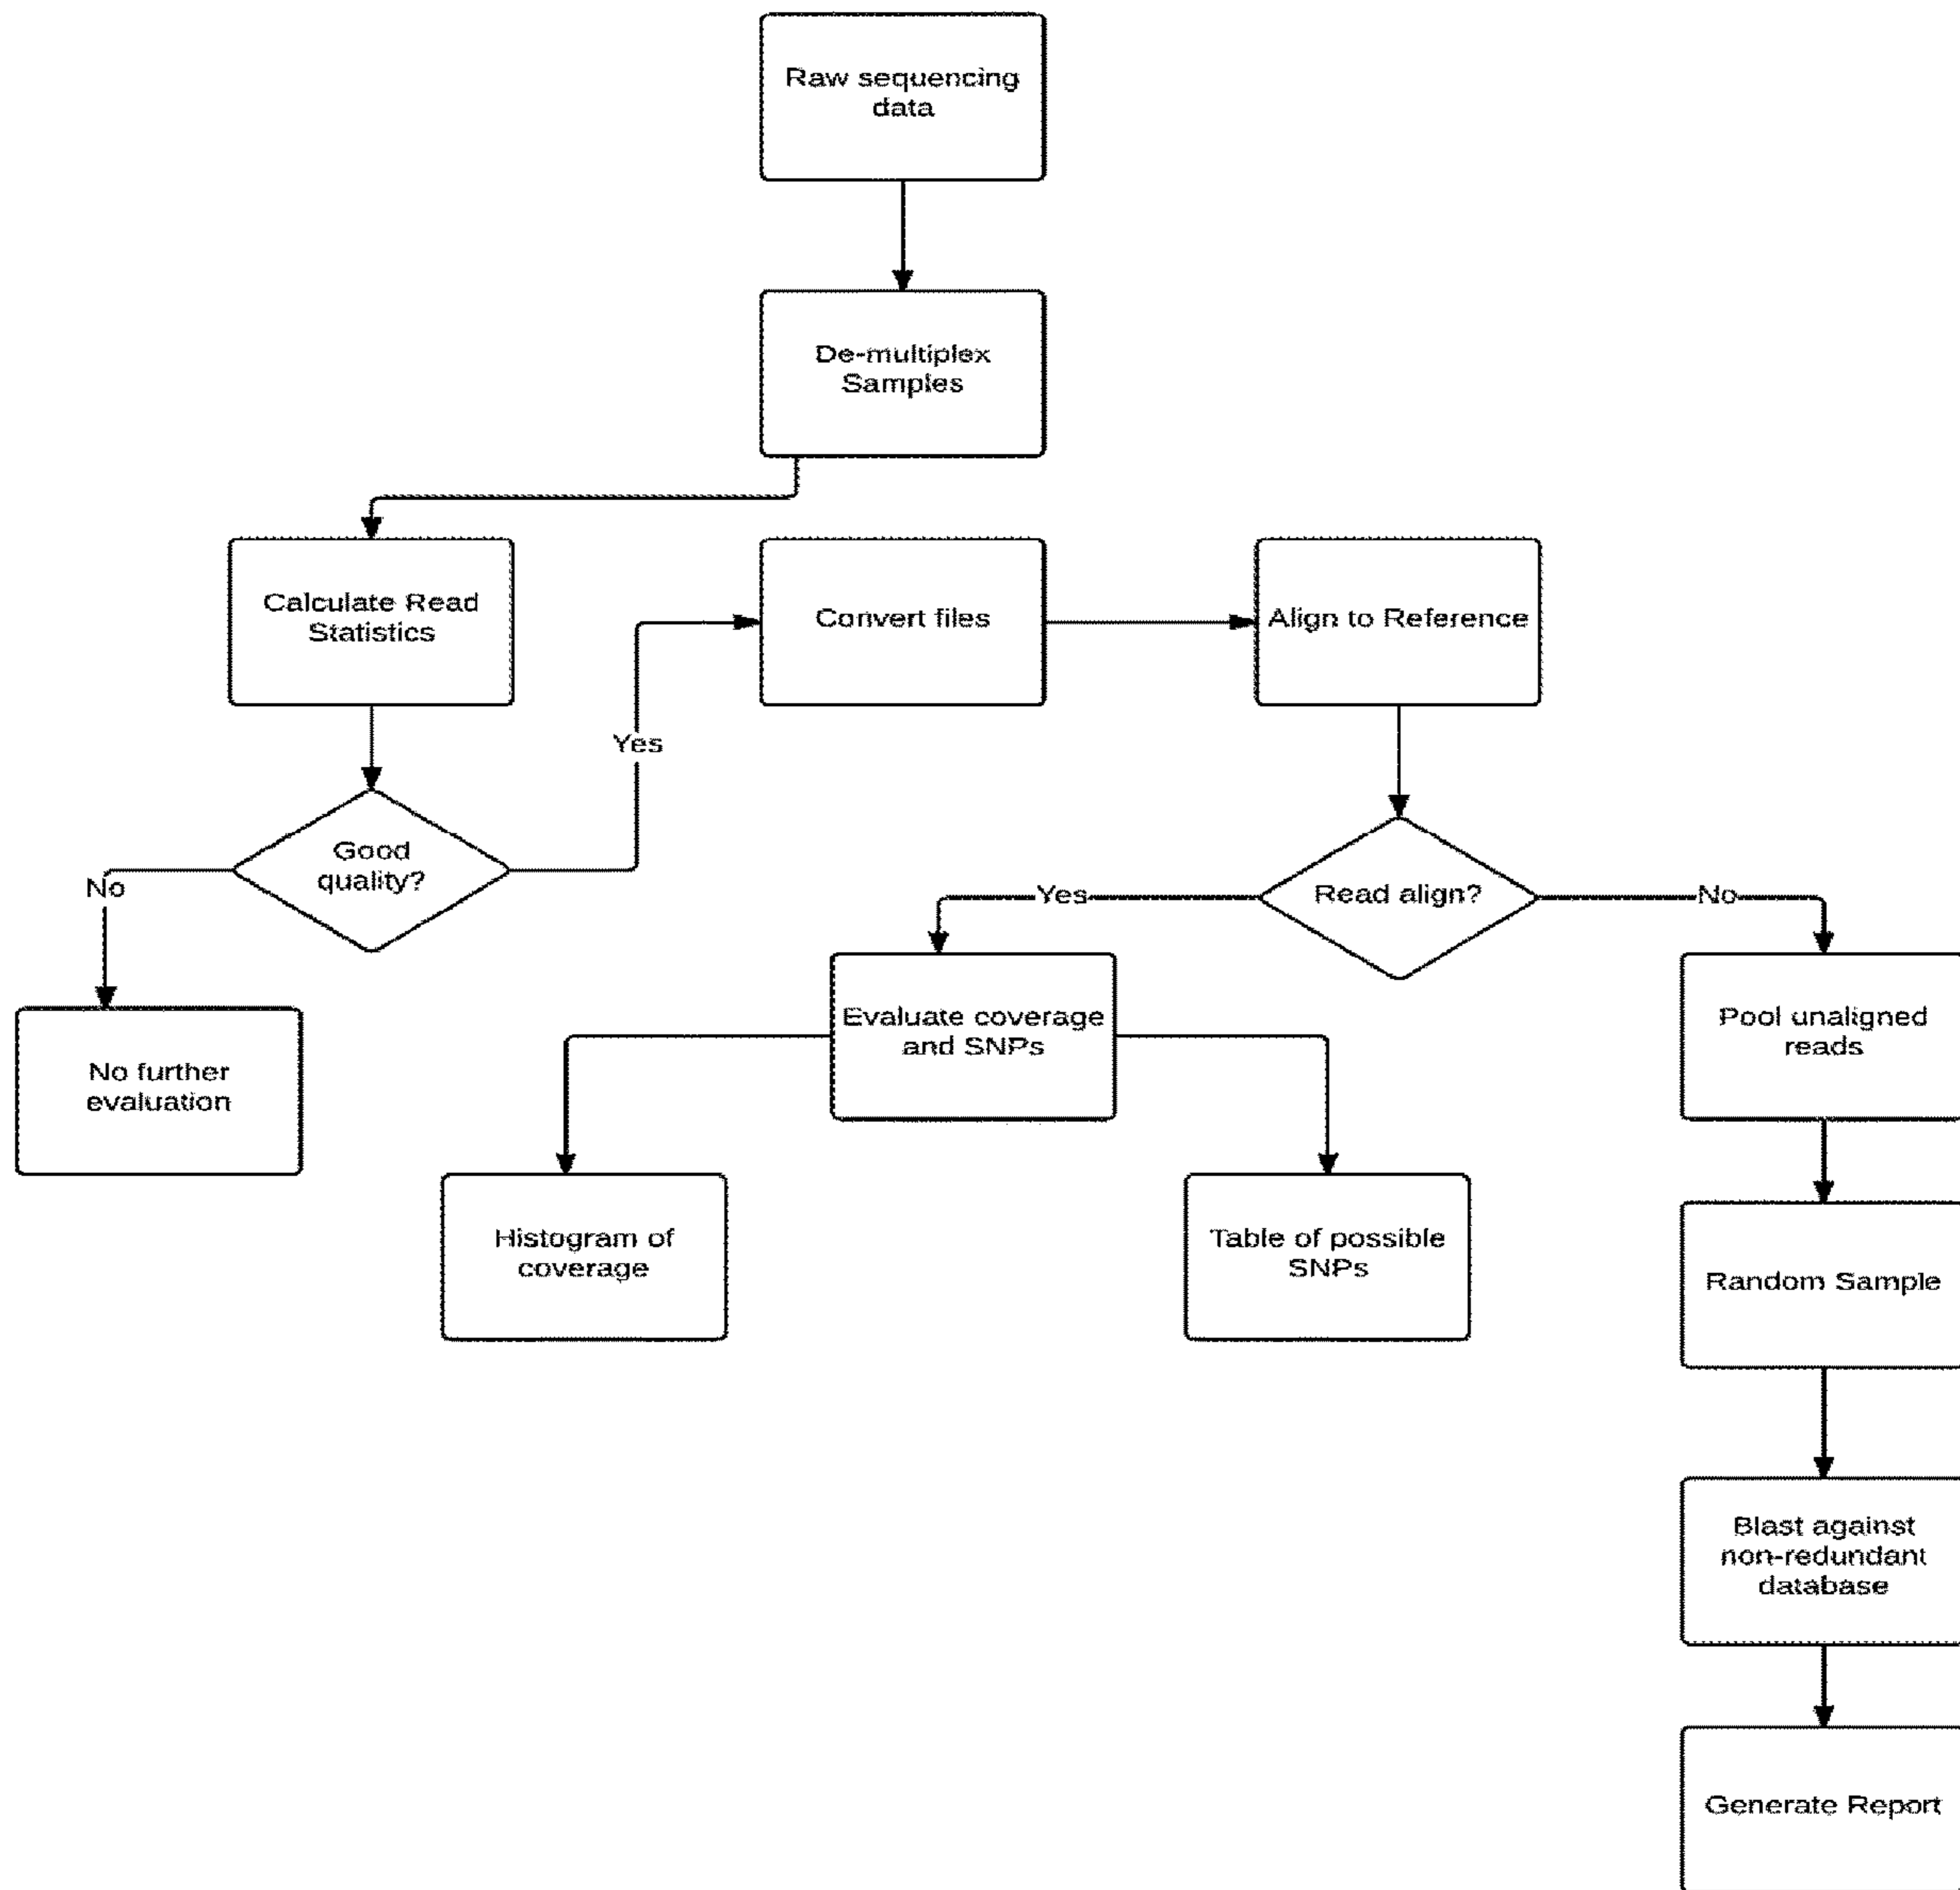 Raw sequencing
data
De-multiplex
Samples
Calculate Read
Statistics
Convert files
Align to Reference
Yes
Good
quality?
No
Read align?
Yes
No
No further
evaluation
Evaluate coverage
and SNPs
Pool unaligned
reads
Histogram of
coverage
Table of possible
SNPs
Random Sample
Blast against
non-redundant
database
Generate Report